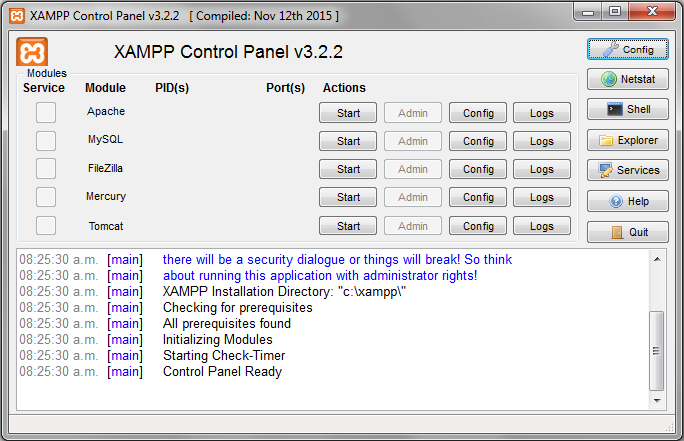 XAMPP Control Panel v3.2.2 [ Compiled: Nov 12th 2015 ]
XAMPP Control Panel v3.2.2
Config
Modules
Service Module PID(s) Port(s) Actions
Netstat
Apache Start Admin Config Logs
Shell
MySQL Start Admin Config Logs
Explorer
FileZilla Start Admin Config Logs
Services
Mercury Start Admin Config Logs
Help
Tomcat Start Admin Config Logs
Quit
08:25:30 a.m. [main] there will be a security dialogue or things will break! So think
08:25:30 a.m. [main] about running this application with administrator rights!
08:25:30 a.m. [main] XAMPP Installation Directory: "c:\xampp\"
08:25:30 a.m. [main] Checking for prerequisites
08:25:30 a.m. [main] All prerequisites found
08:25:30 a.m. [main] Initializing Modules
08:25:30 a.m. [main] Starting Check-Timer
08:25:30 a.m. [main] Control Panel Ready